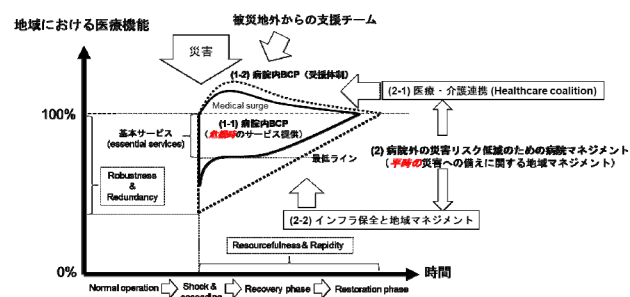 被災地外からの支援チーム
地域における医療機能
災害
(1-2) 病院内BCP（受援体制）
(2-1) 医療・介護連携 (Healthcare coalition)
Medical surge
100%
(1-1) 病院内BCP
（危機時のサービス提供）
基本サービス
(essential services)
最低ライン
(2) 病院外の災害リスク低減のための病院マネジメント
（平時の災害への備えに関する地域マネジメント）
Robustness
&
Redundancy
(2-2) インフラ保全と地域マネジメント
Resourcefulness & Rapidity
0%
時間
Normal operation
Shock &
Recovery phase
Restoration phase